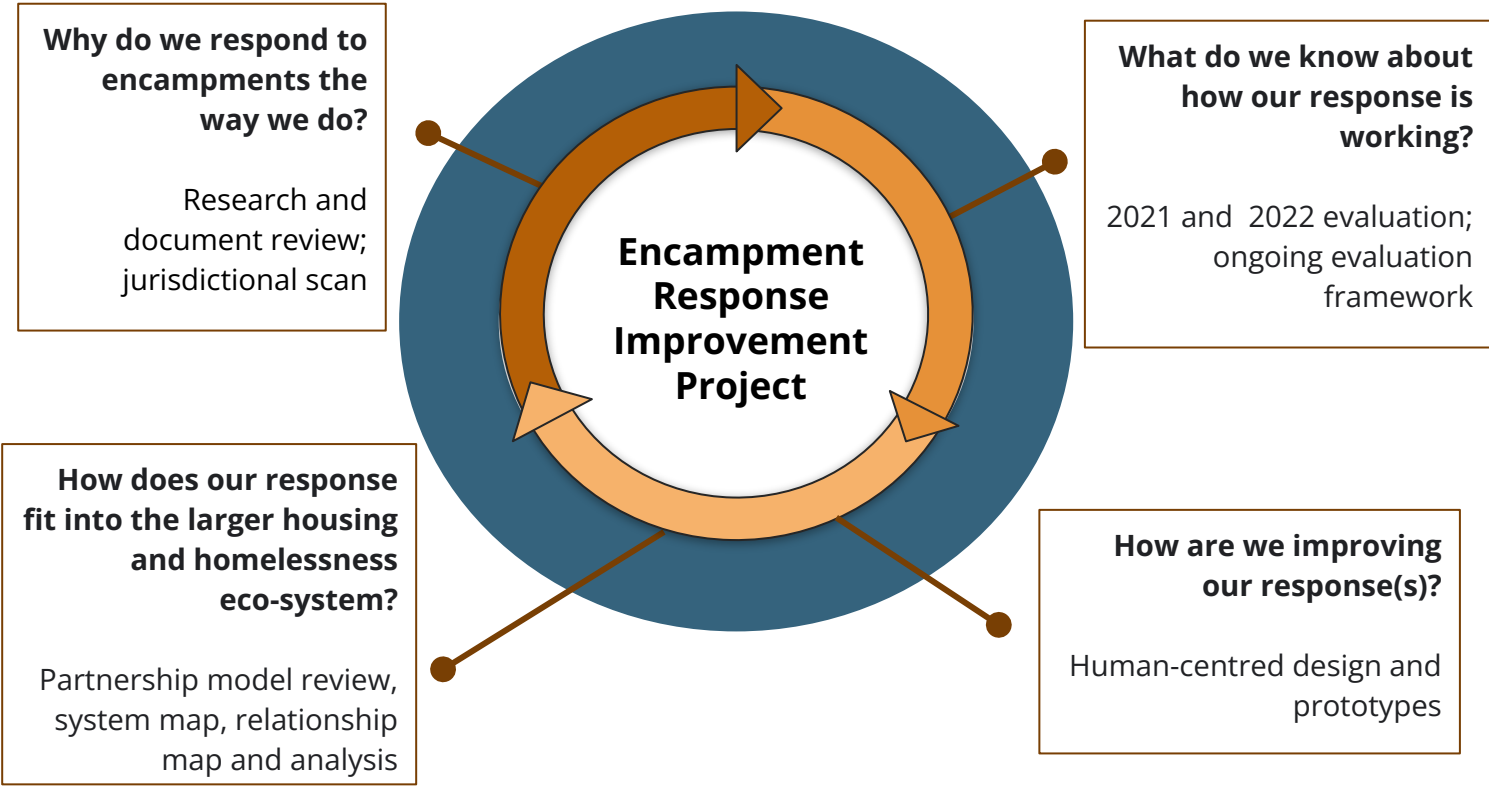 Why do we respond to
encampments the
way we do?
Research and
document review;
jurisdictional scan
What do we know about
how our response is
working?
2021 and  2022 evaluation;
ongoing evaluation
framework
Encampment
Response
Improvement
Project
How does our response
fit into the larger housing
and homelessness
eco-system?
Partnership model review,
system map, relationship
map and analysis
How are we improving
our response(s)?
Human-centred design and
prototypes